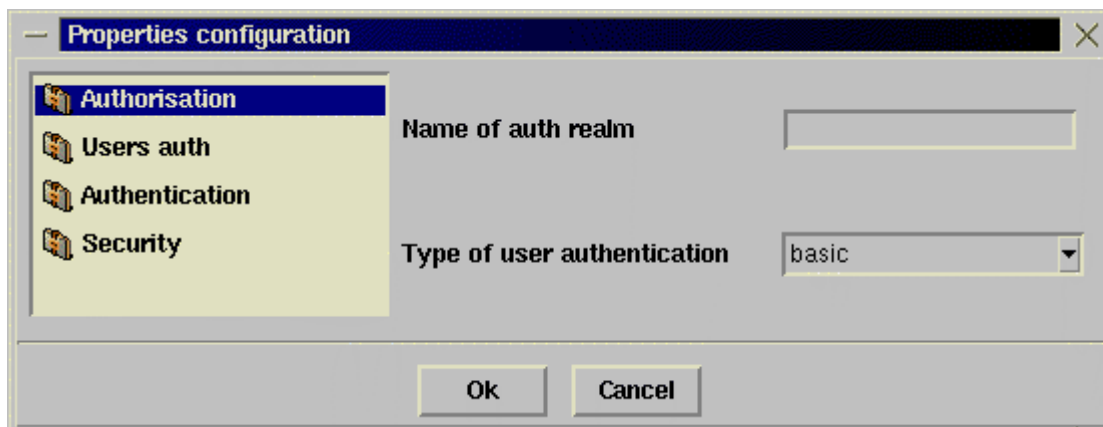 Properties configuration
Authorisation
Users auth
Authentication
Security
Name of auth realm
Type of user authentication
basic
Ok
Cancel